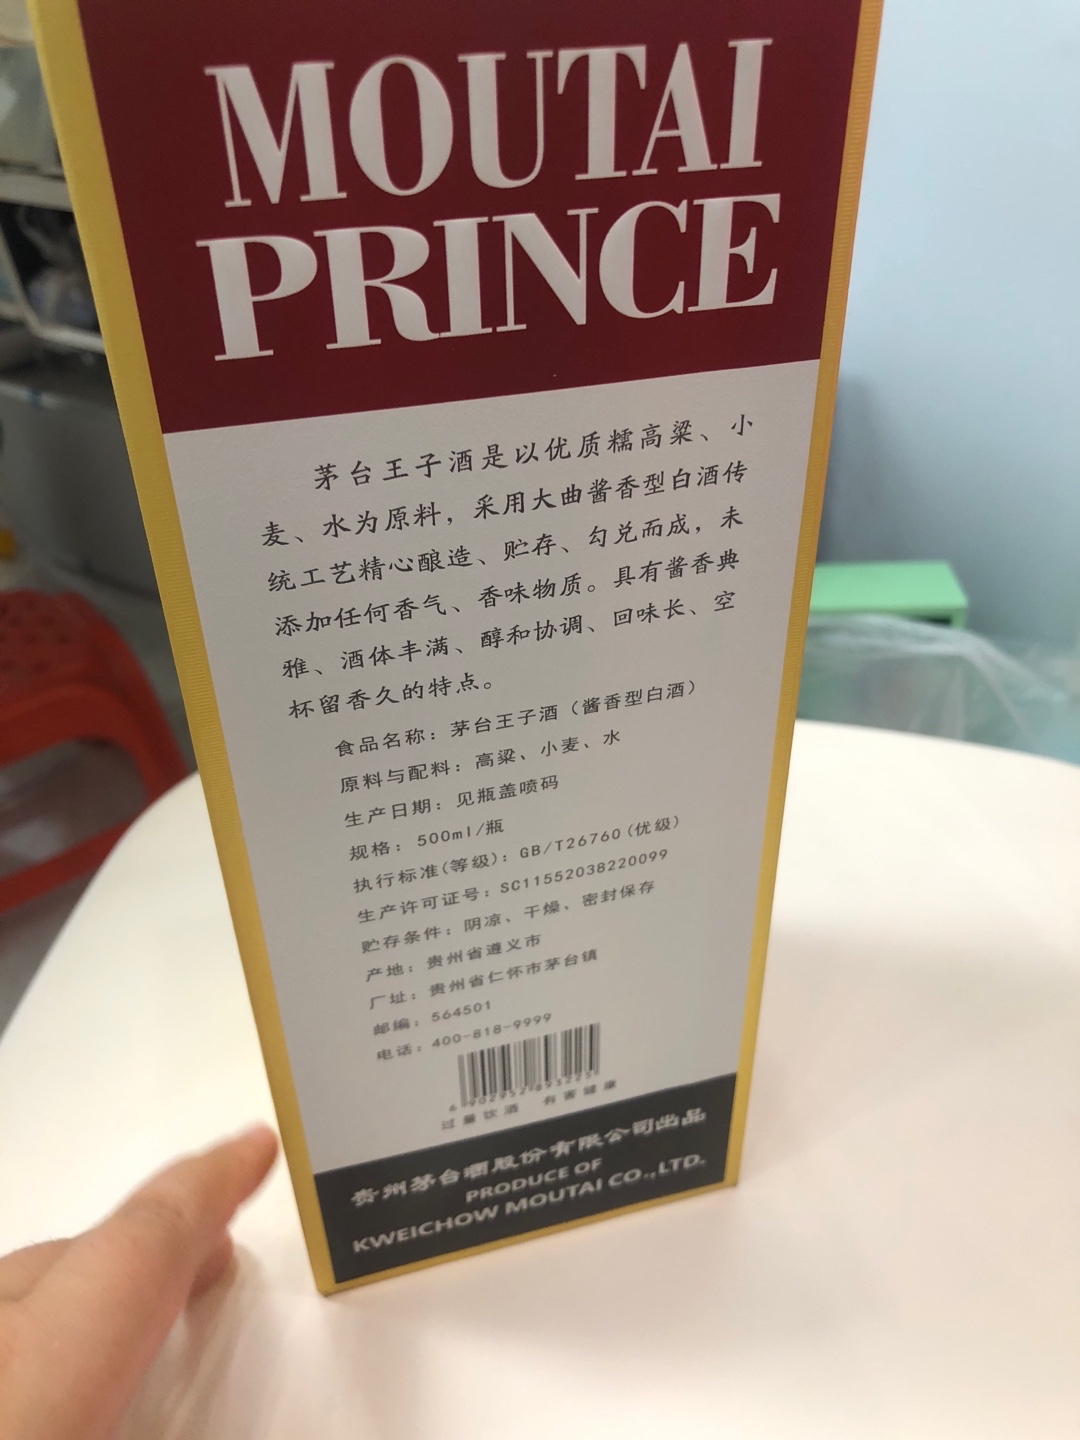 MOUTAI
PRINCE
茅台王子酒是以优质糯高粱、小
麦、水为原料，采用大曲酱香型白酒传
统工艺精心酿造、贮存、勾兑而成，未
添加任何香气、香味物质。具有酱香典
雅、酒体丰满、醇和协调、回味长、空
杯留香久的特点。
食品名称：茅台王子酒（酱香型白酒）
原料与配料：高粱、小麦、水
生产日期：见瓶盖喷码
规格：500ml/瓶
执行标准(等级)：GB/T26760(优级)
生产许可证号：SC11552038220099
贮存条件：阴凉、干燥、密封保存
产地：贵州省遵义市
厂址：贵州省仁怀市茅台镇
邮编：564501
电话：400-818-9999
过量饮酒 有害健康
贵州茅台酒股份有限公司出品
PRODUCE OF
KWEICHOW MOUTAI CO.,LTD.